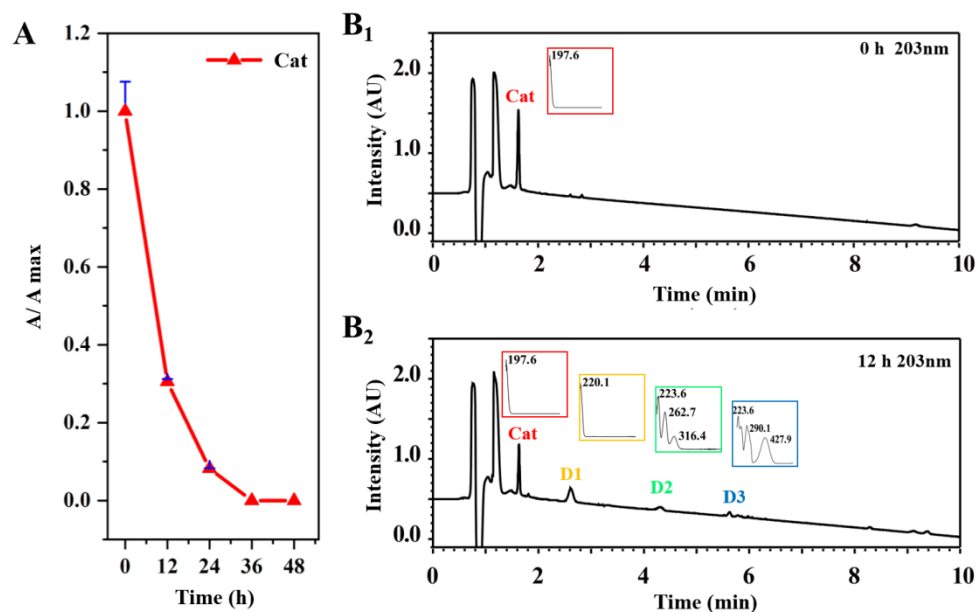 A
1.2
1.0
0.8
0.6
0.4
0.2
0.0
A/ A max
Cat
0 12 24 36 48
Time (h)
B1
0 h 203nm
197.6
Cat
2.0
1.0
0.0
Intensity (AU)
0 2 4 6 8 10
Time (min)
B2
12 h 203nm
197.6
220.1
223.6
262.7
316.4
223.6
290.1
427.9
Cat
D1
D2
D3
2.0
1.0
0.0
Intensity (AU)
0 2 4 6 8 10
Time (min)